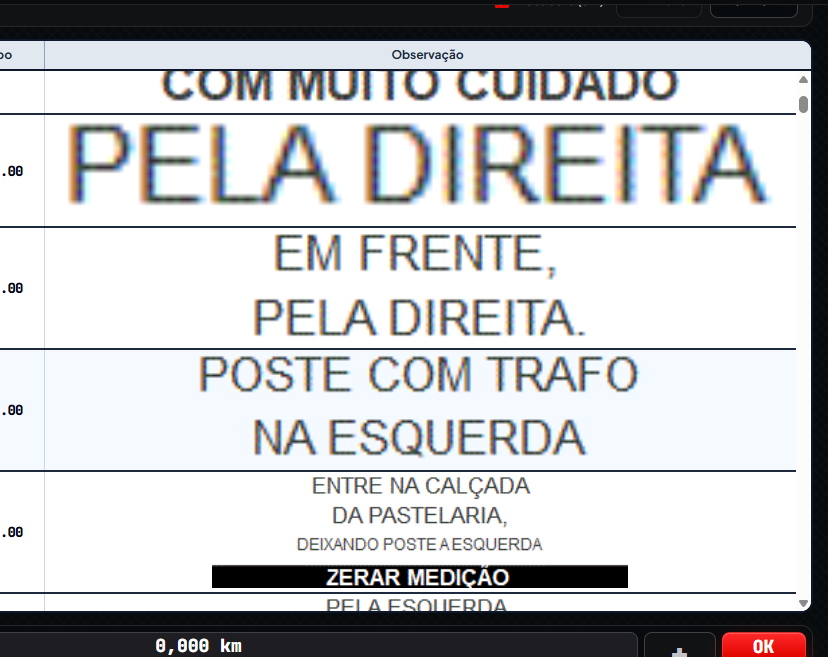 Observação
COM MUITO CUIDADO
.00
PELA DIREITA
.00
EM FRENTE,
PELA DIREITA.
.00
POSTE COM TRAFO
NA ESQUERDA
.00
ENTRE NA CALÇADA
DA PASTELARIA,
DEIXANDO POSTE A ESQUERDA
ZERAR MEDIÇÃO
PELA ESQUERDA
0,000 km
+
OK